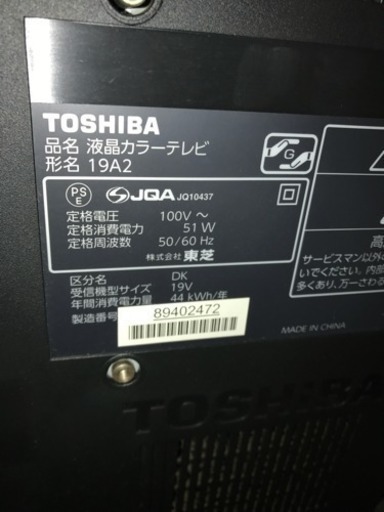 TOSHIBA
品名 液晶カラーテレビ
形名 19A2
G
PS
E
JQA JQ10437
定格電圧 100V ～
定格消費電力 51 W
定格周波数 50/60 Hz
株式会社 東芝
区分名 DK
受信機型サイズ 19V
年間消費電力量 44 kWh/年
製造番号 89402472
高
サービスマン以外の
いでください。内部
多くあり、万一さわる
MADE IN CHINA
TOSHIBA